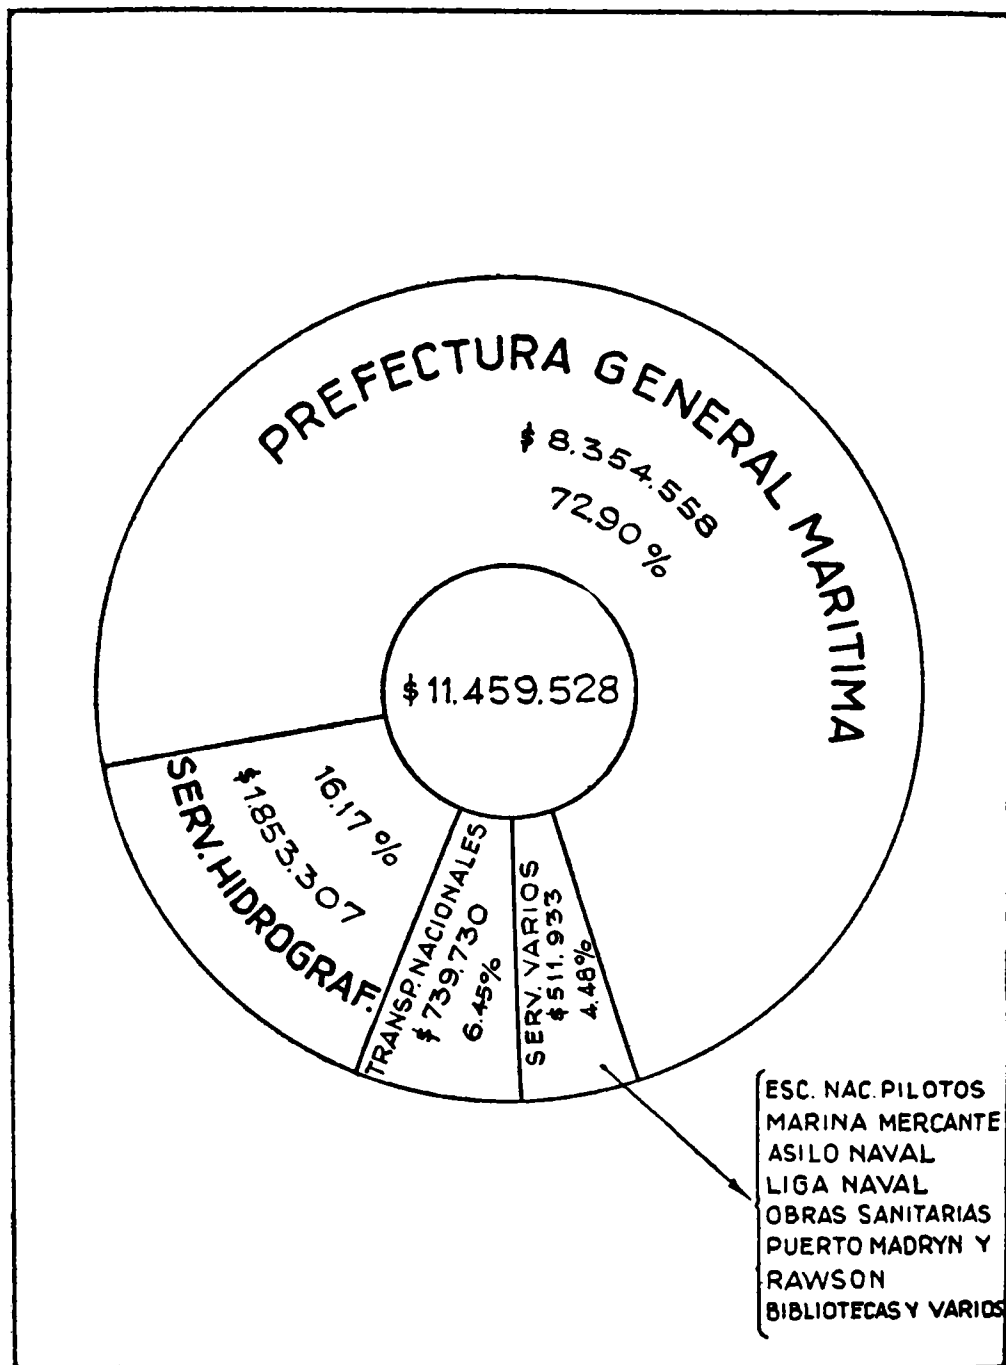 PREFECTURA GENERAL MARITIMA
$ 8.354.558
72.90 %
$ 11.459.528
SERV. HIDROGRAF.
$1.853.307
16.17 %
TRANSP. NACIONALES
$ 739.730
6.45%
SERV. VARIOS
$ 511.933
4.48%
ESC. NAC. PILOTOS
MARINA MERCANTE
ASILO NAVAL
LIGA NAVAL
OBRAS SANITARIAS
PUERTO MADRYN Y
RAWSON
BIBLIOTECAS Y VARIOS